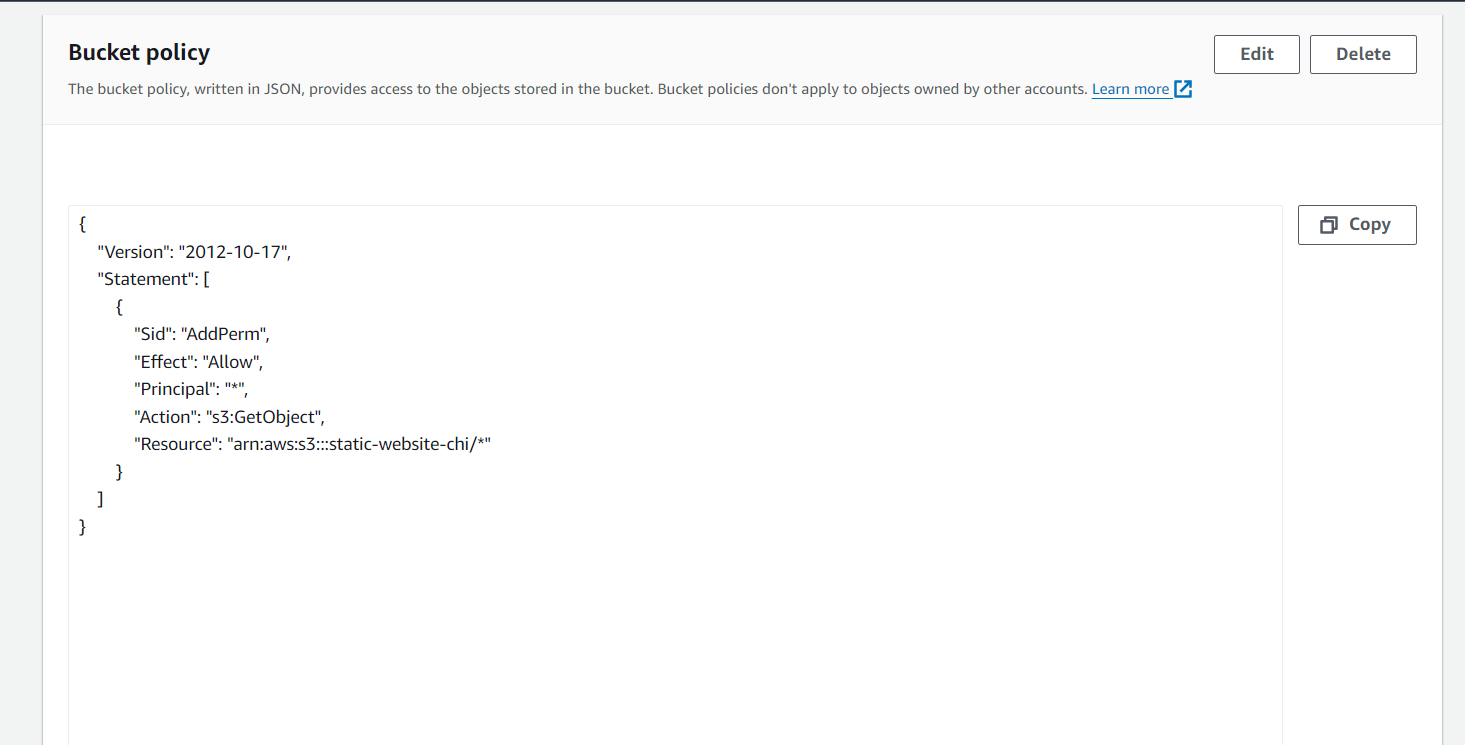 Bucket policy
Edit
Delete
The bucket policy, written in JSON, provides access to the objects stored in the bucket. Bucket policies don't apply to objects owned by other accounts. Learn more
Copy
{
"Version": "2012-10-17",
"Statement": [
{
"Sid": "AddPerm",
"Effect": "Allow",
"Principal": "*",
"Action": "s3:GetObject",
"Resource": "arn:aws:s3:::static-website-chi/*"
}
]
}